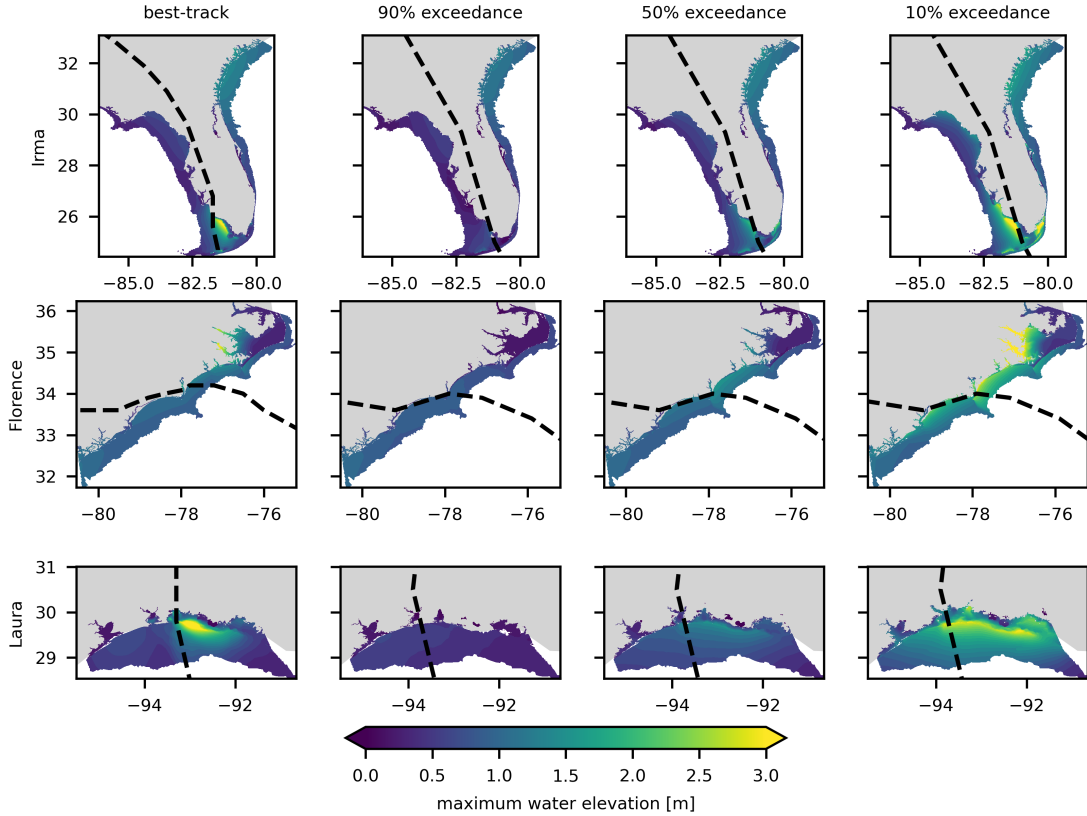 best-track 90% exceedance 50% exceedance 10% exceedance
Irma
32
30
28
26
−85.0 −82.5 −80.0 −85.0 −82.5 −80.0 −85.0 −82.5 −80.0 −85.0 −82.5 −80.0
Florence
36
35
34
33
32
−80 −78 −76 −80 −78 −76 −80 −78 −76 −80 −78 −76
Laura
31
30
29
−94 −92 −94 −92 −94 −92 −94 −92
0.0 0.5 1.0 1.5 2.0 2.5 3.0
maximum water elevation [m]